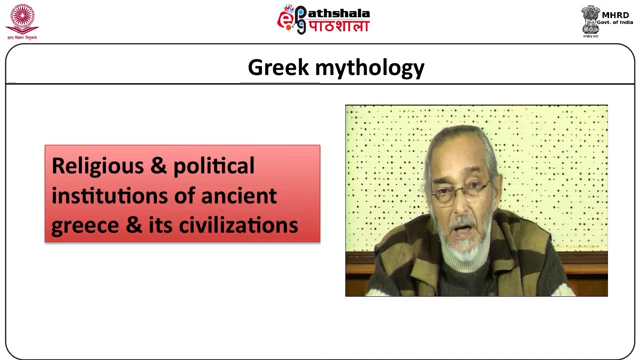 Pathshala
पाठशाला
MHRD
Govt. of India
Greek mythology
Religious & political
institutions of ancient
greece & its civilizations